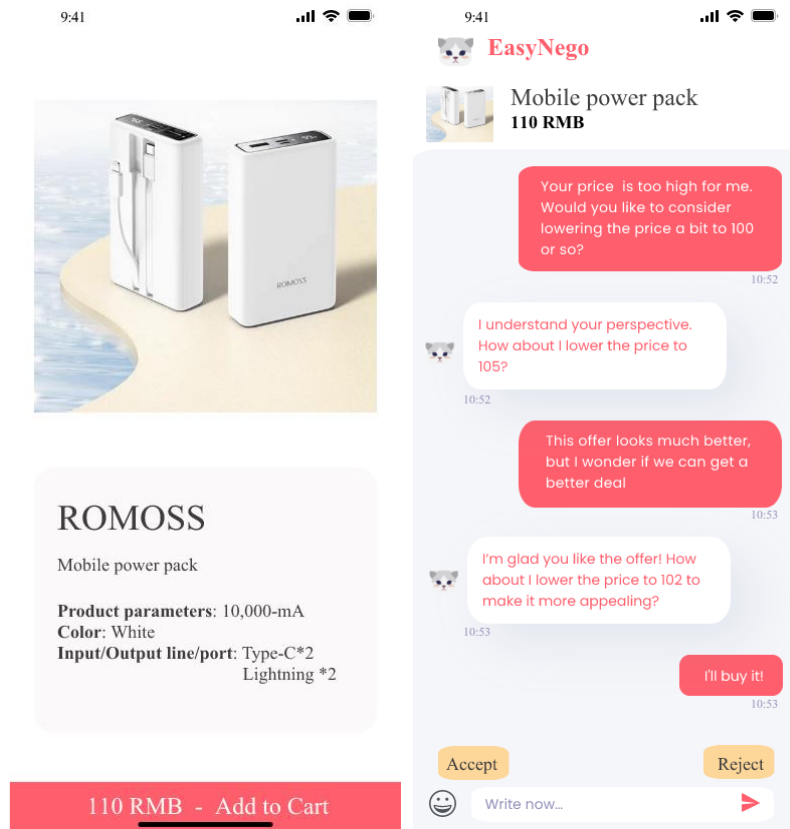 9:41
ROMOSS
ROMOSS
Mobile power pack
Product parameters: 10,000-mA
Color: White
Input/Output line/port: Type-C*2
Lightning *2
110 RMB - Add to Cart
9:41
EasyNego
Mobile power pack
110 RMB
Your price is too high for me.
Would you like to consider
lowering the price a bit to 100
or so?
10:52
I understand your perspective.
How about I lower the price to
105?
10:52
This offer looks much better,
but I wonder if we can get a
better deal
10:53
I'm glad you like the offer! How
about I lower the price to 102 to
make it more appealing?
10:53
I'll buy it!
10:53
Accept
Reject
Write now...